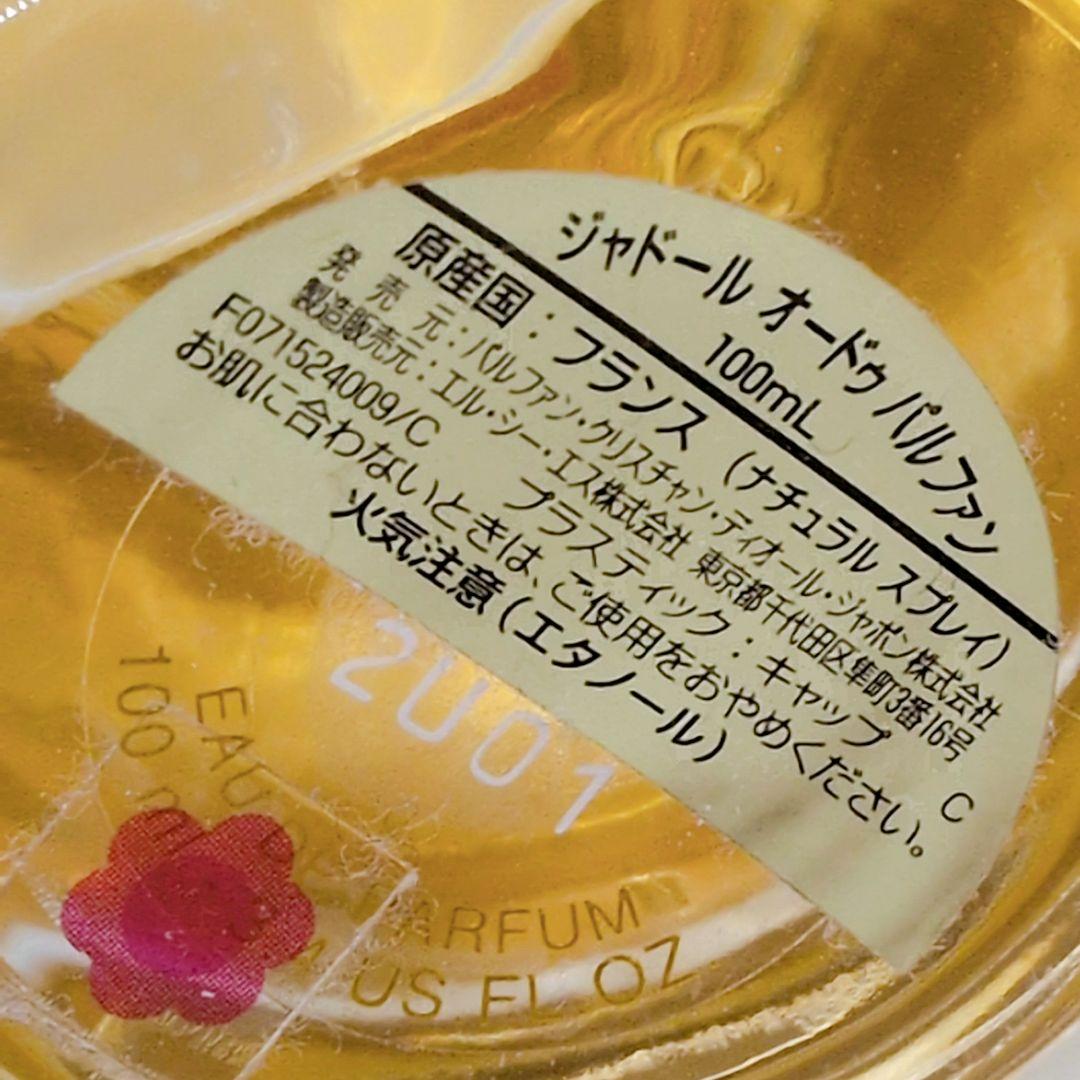 ジャドール オードゥ パルファン
100mL
原産国：フランス （ナチュラル スプレイ）
発売元：パルファン・クリスチャン・ディオール・ジャポン株式会社
製造販売元：エル・シー・エス株式会社 東京都千代田区隼町3番16号
F071524009/C プラスティック：キャップ C
お肌に合わないときは、ご使用をおやめください。
火気注意（エタノール）
2U01
EAU PARFUM
100
US FL OZ